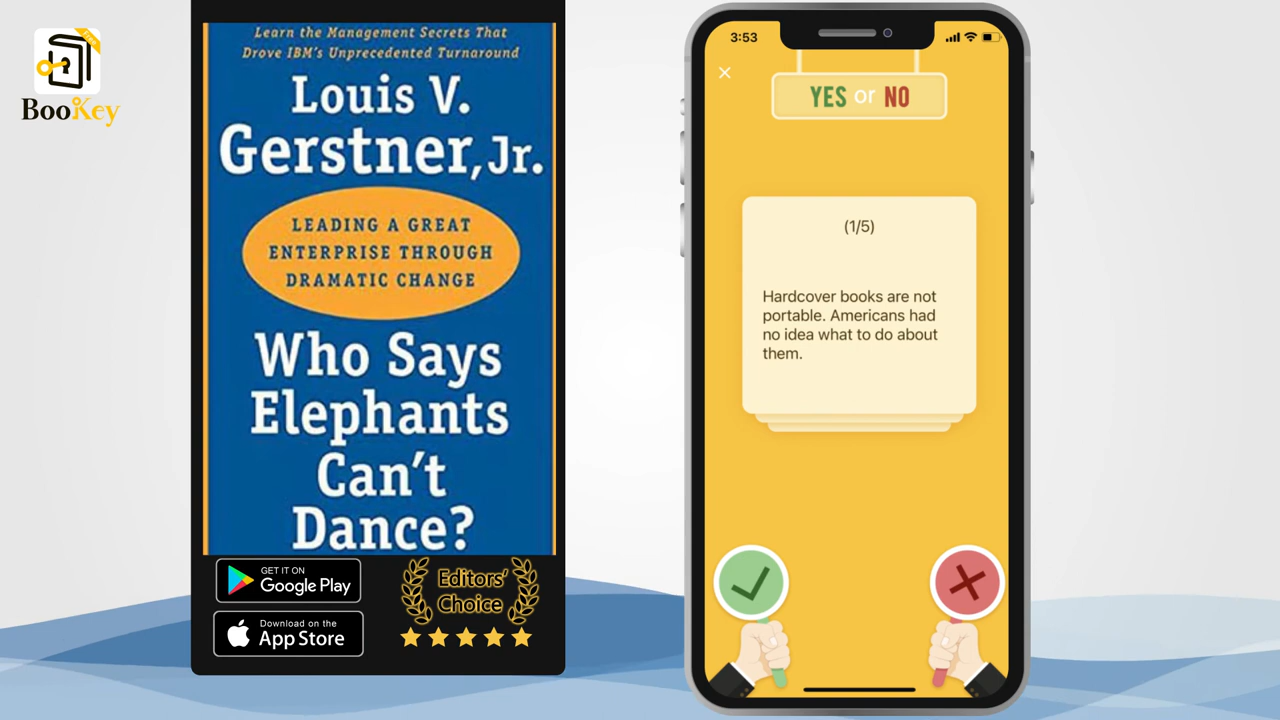 BooKey
free
Learn the Management Secrets That
Drove IBM's Unprecedented Turnaround
Louis V.
Gerstner, Jr.
LEADING A GREAT
ENTERPRISE THROUGH
DRAMATIC CHANGE
Who Says
Elephants
Can't
Dance?
GET IT ON
Google Play
Download on the
App Store
Editors'
Choice
3:53
YES or NO
(1/5)
Hardcover books are not
portable. Americans had
no idea what to do about
them.